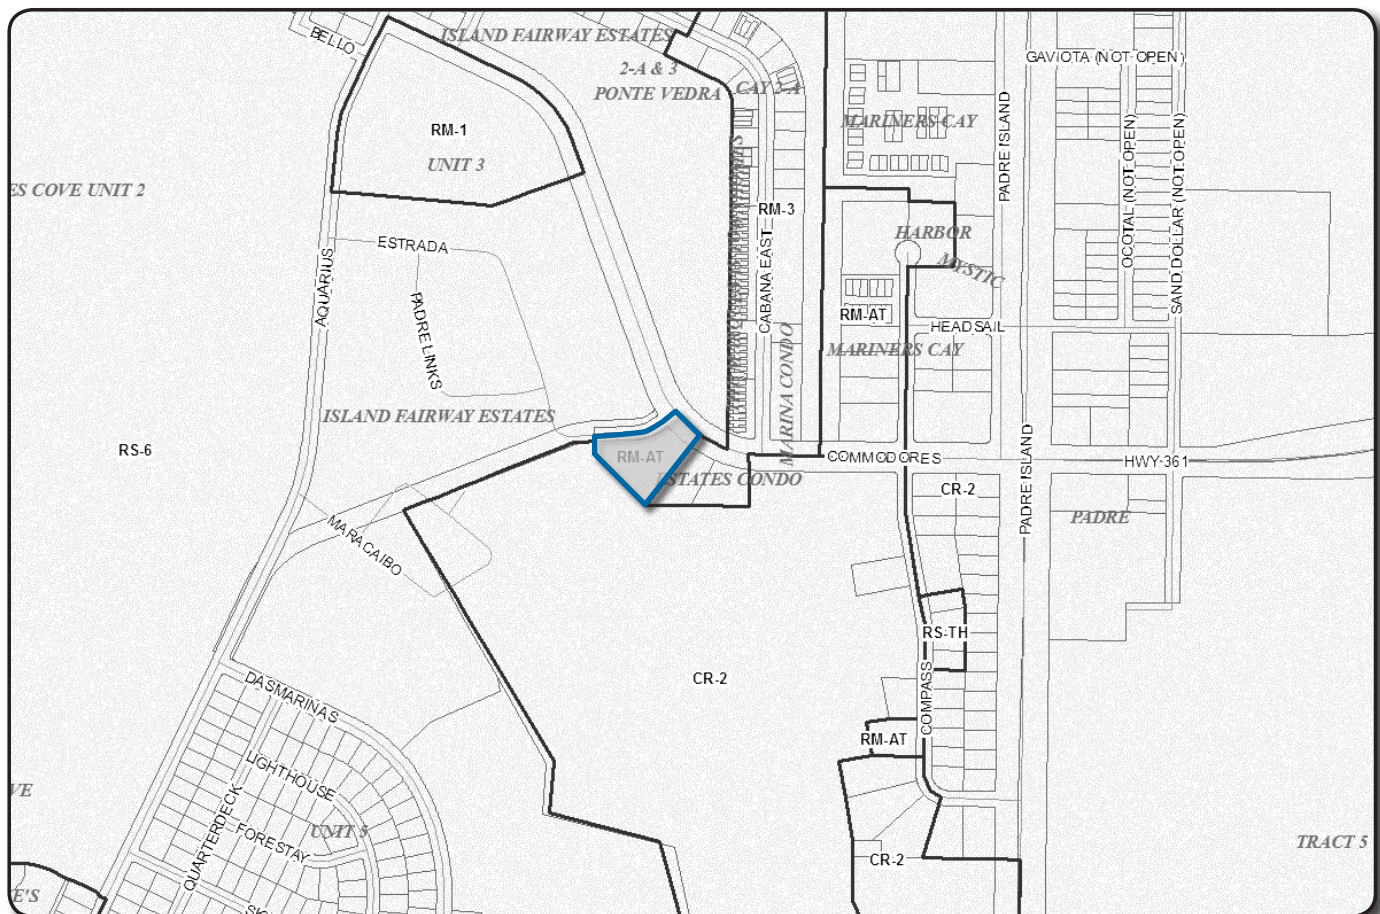 BELLO
ISLAND FAIRWAY ESTATES
2-A & 3
PONTE VEDRA
CAY 2-A
GAVIOTA (NOT OPEN)
RM-1
UNIT 3
MARINERS CAY
PADRE ISLAND
OCOTAL (NOT OPEN)
SAND DOLLAR (NOT OPEN)
ES COVE UNIT 2
RM-3
HARBOR
MYSTIC
ESTRADA
AQUARIUS
PADRE LINKS
CABANA EAST
RM-AT
HEADSAIL
MARINERS CAY
MARINA CONDO
ISLAND FAIRWAY ESTATES
RS-6
RM-AT
COMMODORES
HWY 361
ESTATES CONDO
PADRE ISLAND
CR-2
PADRE
MARACAIBO
RS-TH
CR-2
COMPASS
DASMARINAS
RM-AT
LIGHTHOUSE
VE
QUARTERDECK
FORESTAY
UNIT 5
TRACT 5
CR-2
E'S